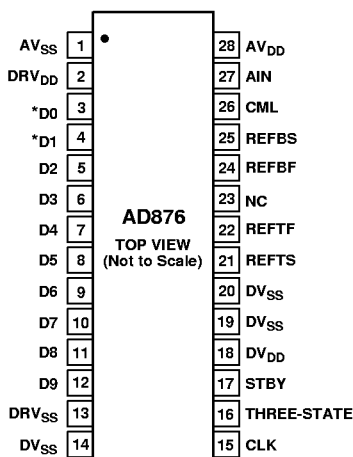 AVSS 1 28 AVDD
DRVDD 2 27 AIN
*D0 3 26 CML
*D1 4 25 REFBS
D2 5 24 REFBF
D3 6 23 NC
AD876
D4 7 22 REFTF
TOP VIEW
D5 8 (Not to Scale) 21 REFTS
D6 9 20 DVSS
D7 10 19 DVSS
D8 11 18 DVDD
D9 12 17 STBY
DRVSS 13 16 THREE-STATE
DVSS 14 15 CLK